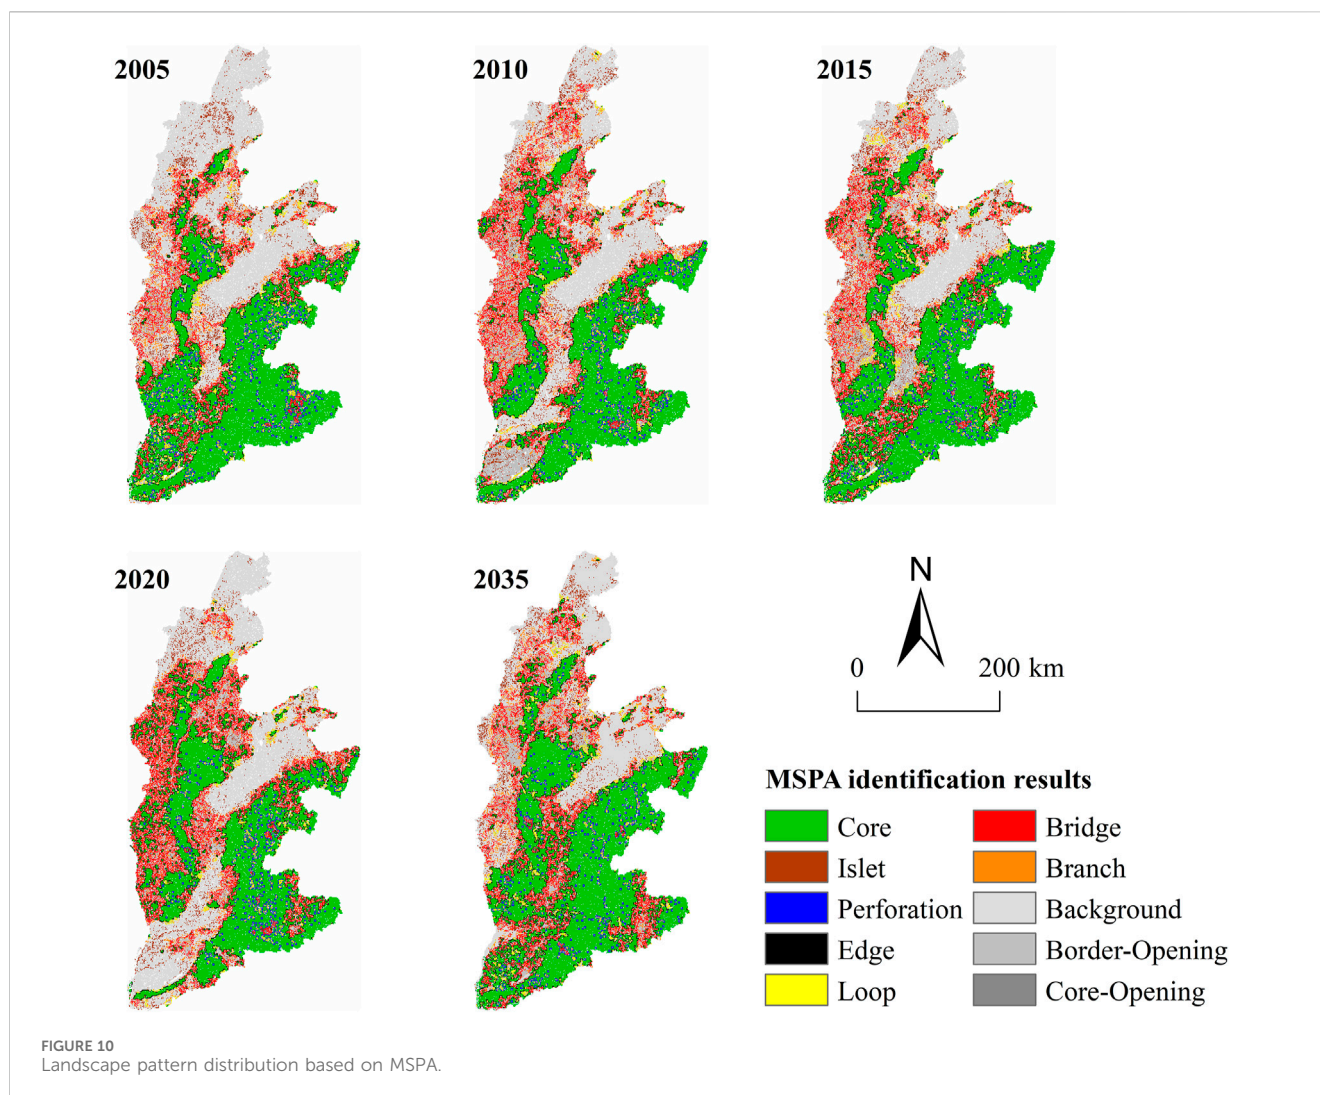 2005
2010
2015
2020
2035
N
0 200 km
MSPA identification results
Core Bridge
Islet Branch
Perforation Background
Edge Border-Opening
Loop Core-Opening
FIGURE 10
Landscape pattern distribution based on MSPA.